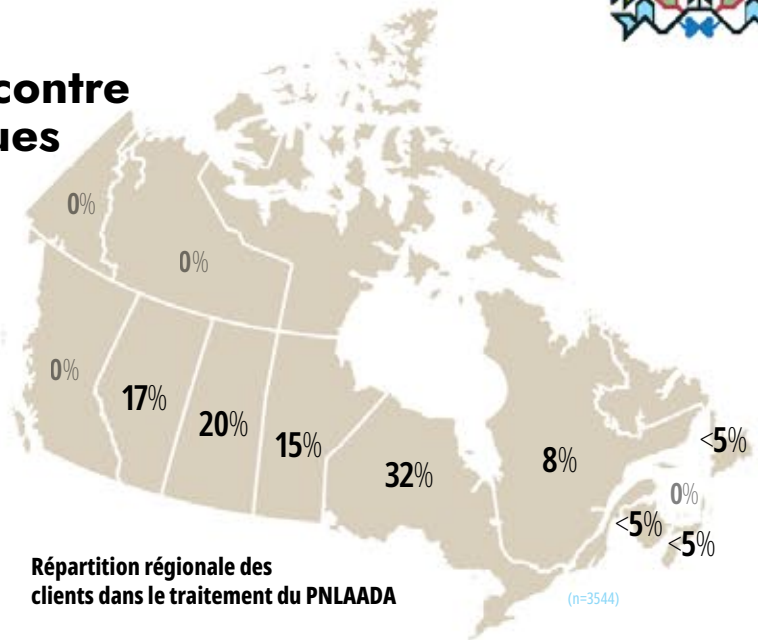 contre
ues
0%
0%
0%
17%
20%
15%
32%
8%
<5%
0%
<5%
<5%
Répartition régionale des
clients dans le traitement du PNLAADA
(n=3544)